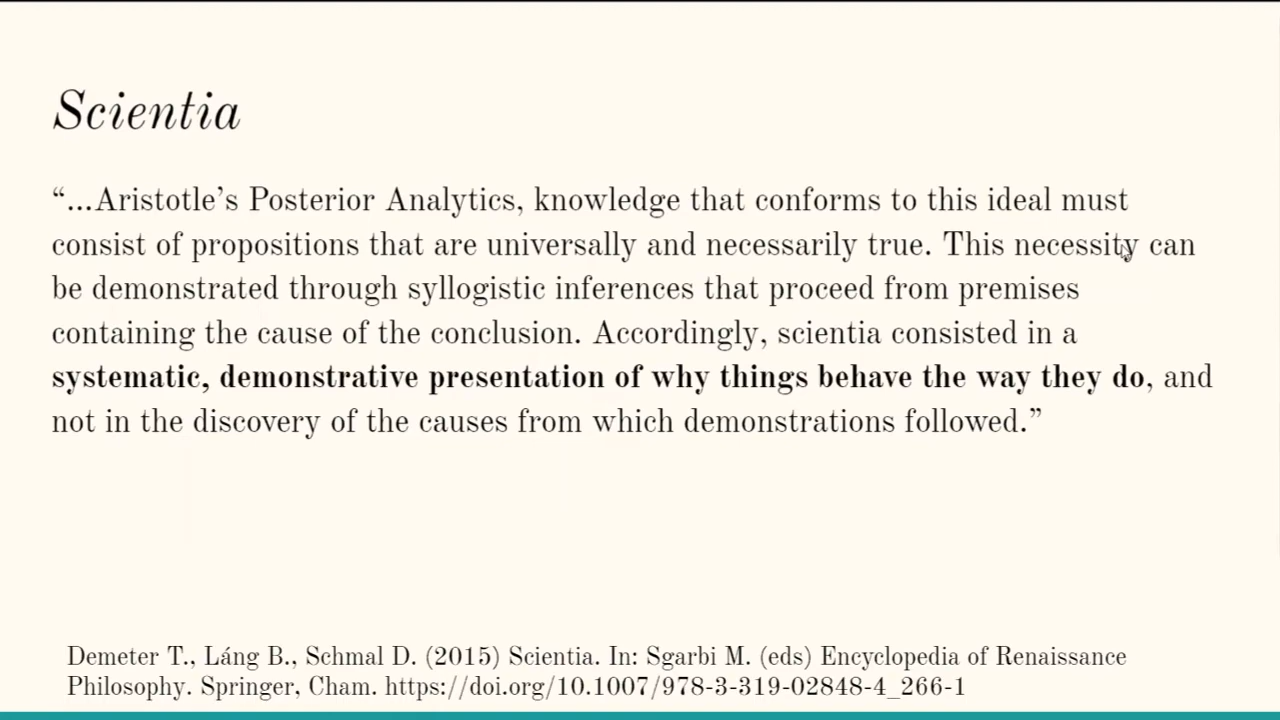 Scientia
“...Aristotle’s Posterior Analytics, knowledge that conforms to this ideal must
consist of propositions that are universally and necessarily true. This necessity can
be demonstrated through syllogistic inferences that proceed from premises
containing the cause of the conclusion. Accordingly, scientia consisted in a
systematic, demonstrative presentation of why things behave the way they do, and
not in the discovery of the causes from which demonstrations followed.”
Demeter T., Láng B., Schmal D. (2015) Scientia. In: Sgarbi M. (eds) Encyclopedia of Renaissance
Philosophy. Springer, Cham. https://doi.org/10.1007/978-3-319-02848-4_266-1